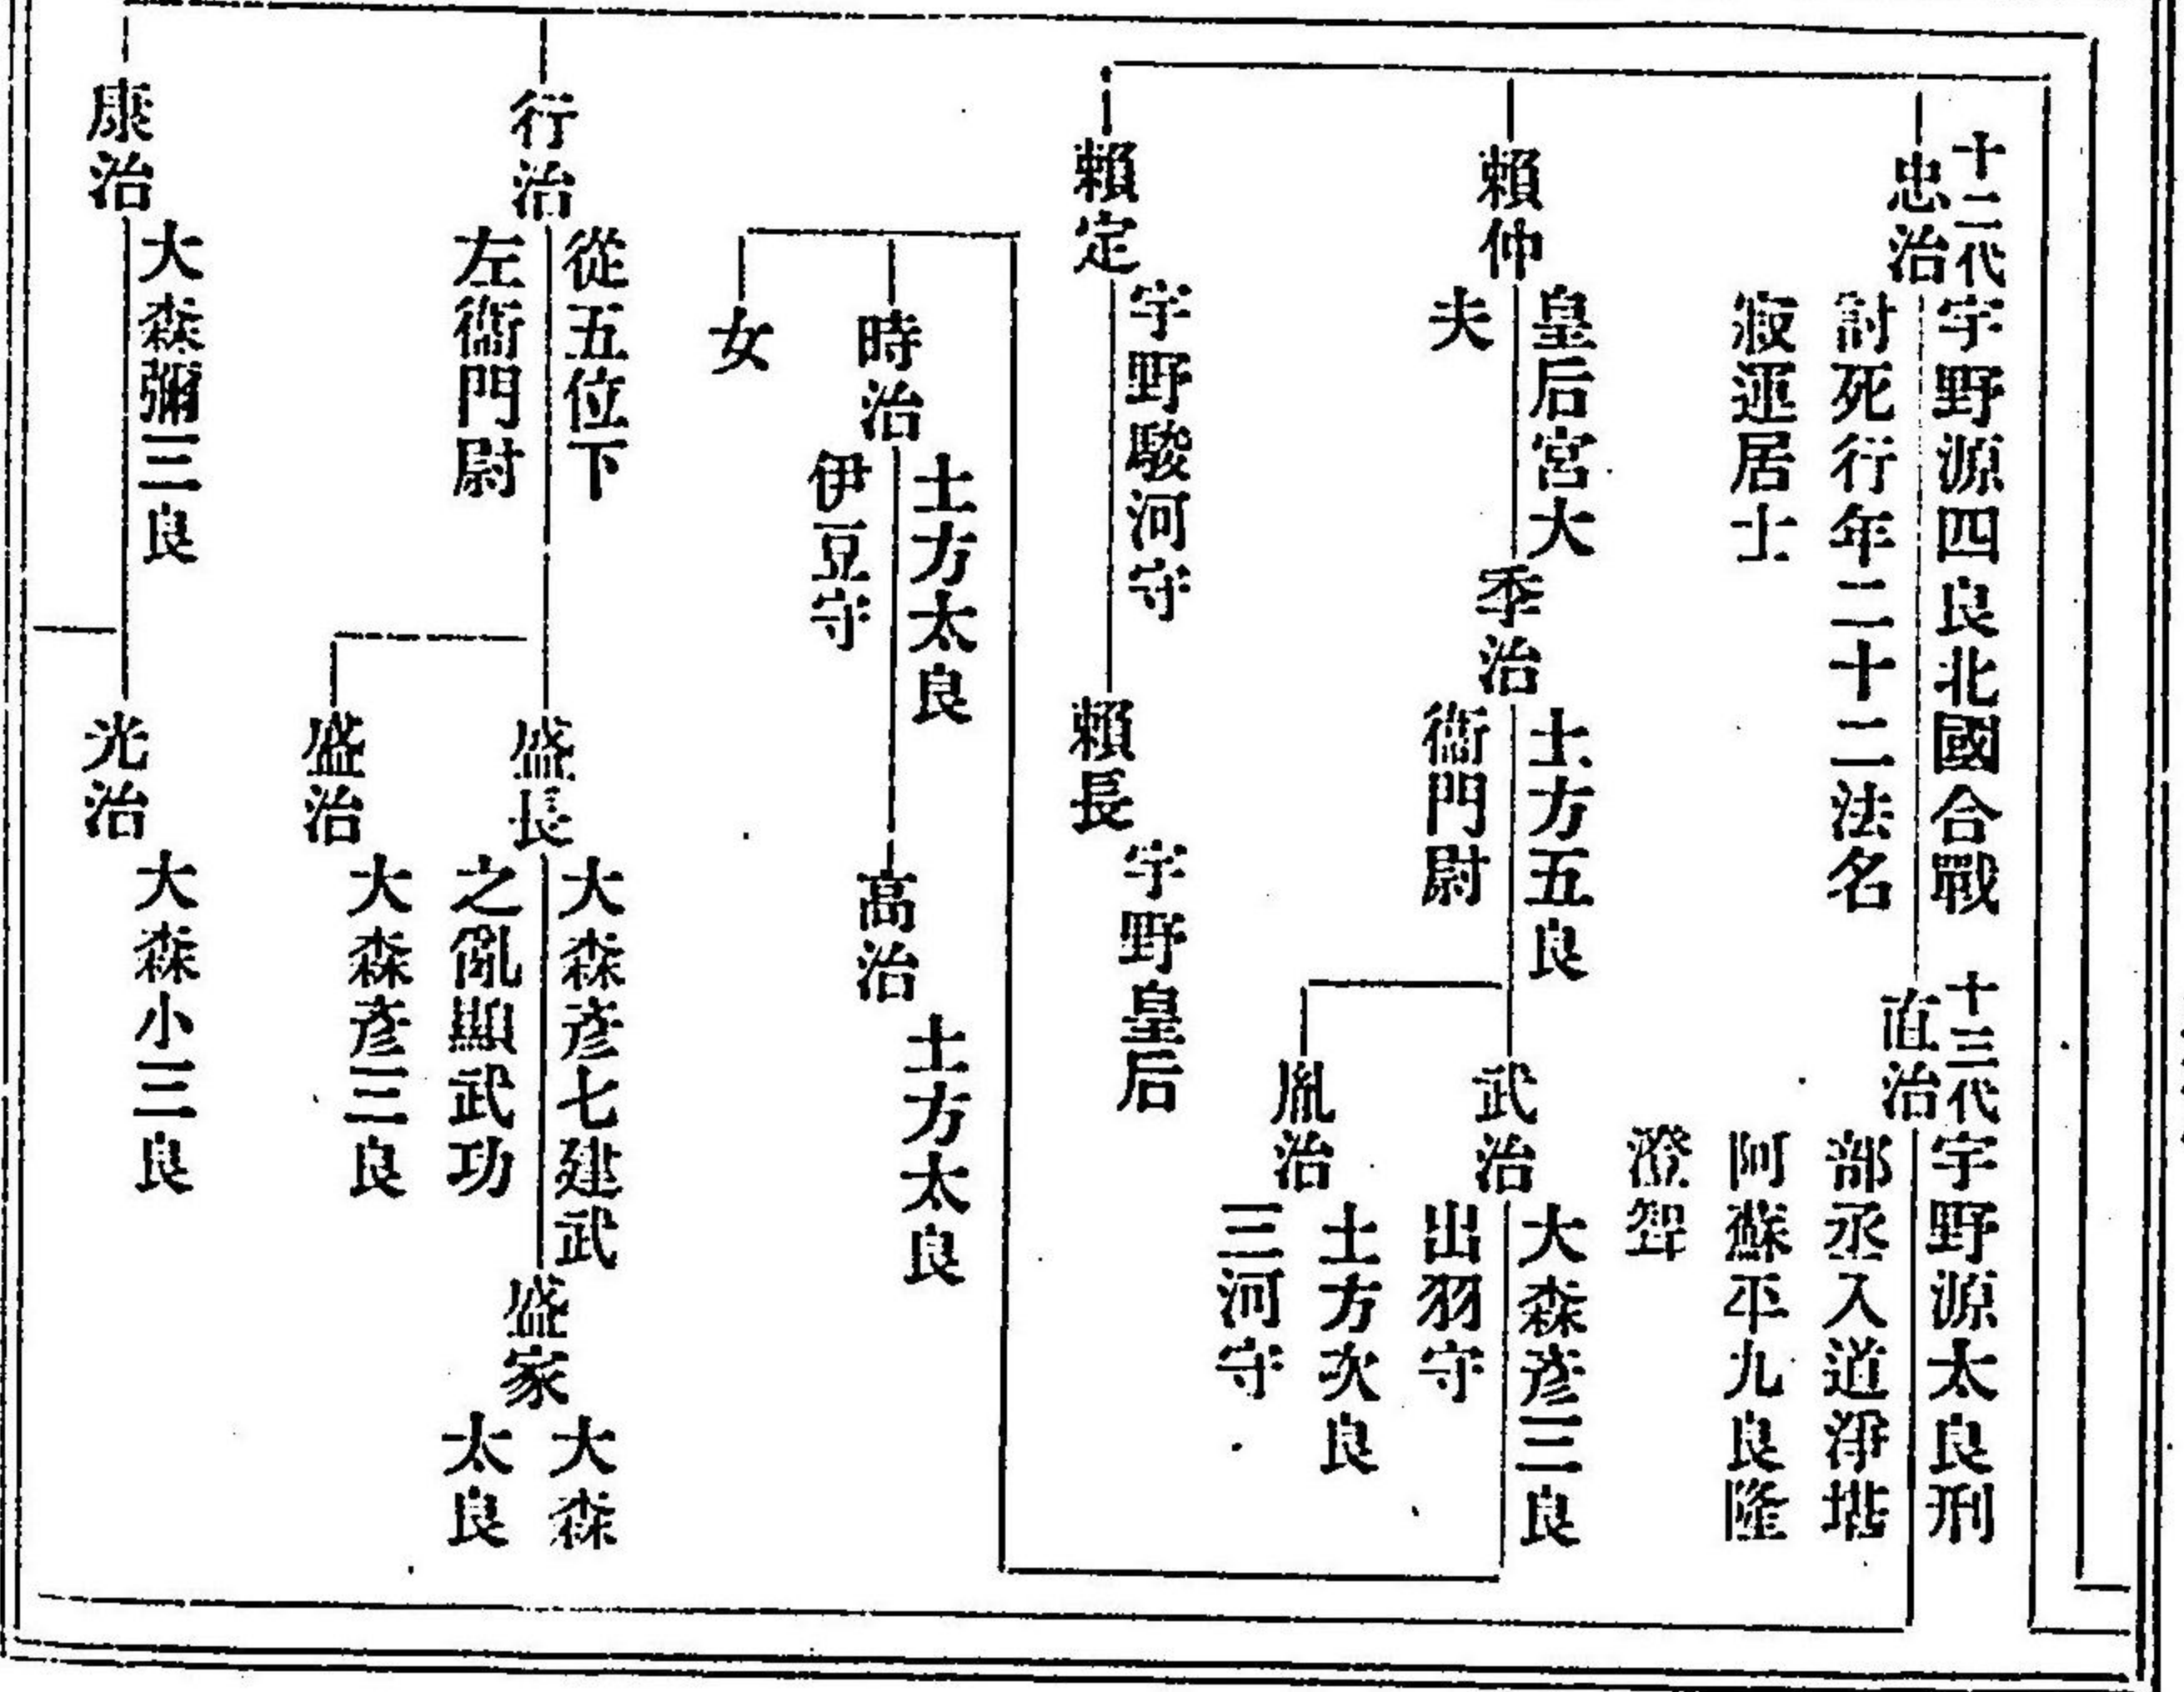 十二代
忠治
宇野源四良北國合戰
討死行年二十二法名
寂運居士
十三代
直治
宇野源太良刑
部丞入道淨堪
阿蘇平九良隆
澄聟
賴仲
皇后宮大
夫
季治
土方五良
衞門尉
武治
大森彥三良
出羽守
胤治
土方次良
三河守
賴定
宇野駿河守
賴長
宇野皇后
時治
土方太良
伊豆守
高治
土方太良
女
行治
從五位下
左衞門尉
盛長
大森彥七建武
之亂顯武功
盛家
大森
太良
盛治
大森彥三良
康治
大森彌三良
光治
大森小三良